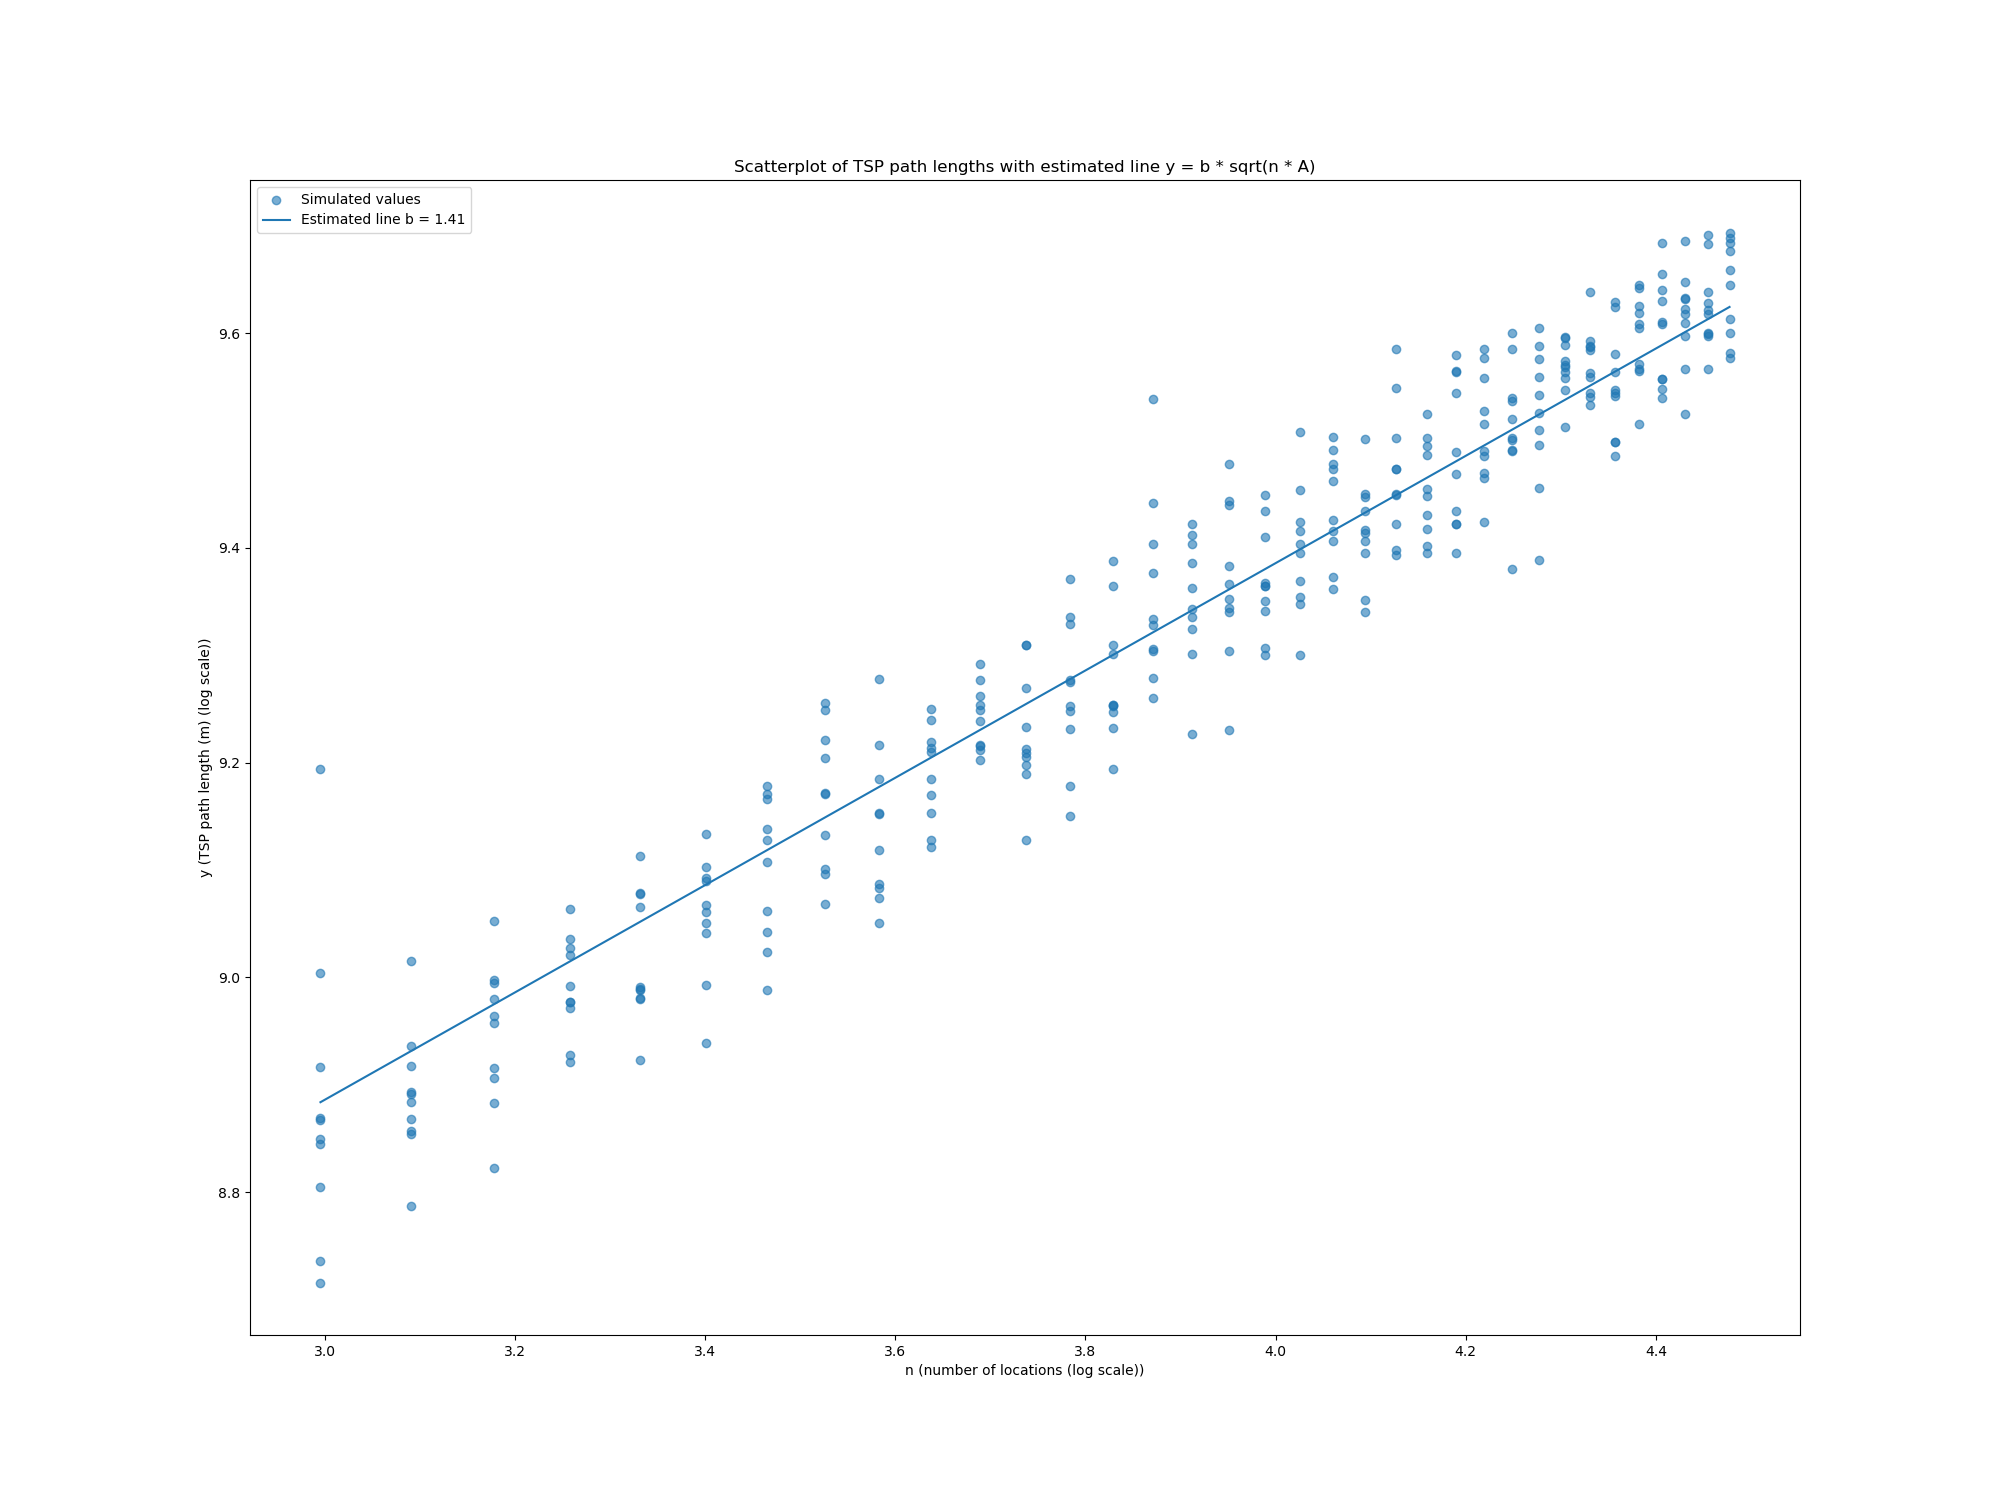 Scatterplot of TSP path lengths with estimated line y = b * sqrt(n * A)
Simulated values
Estimated line b = 1.41
9.6
9.4
9.2
9.0
8.8
y (TSP path length (m) (log scale))
3.0 3.2 3.4 3.6 3.8 4.0 4.2 4.4
n (number of locations (log scale))